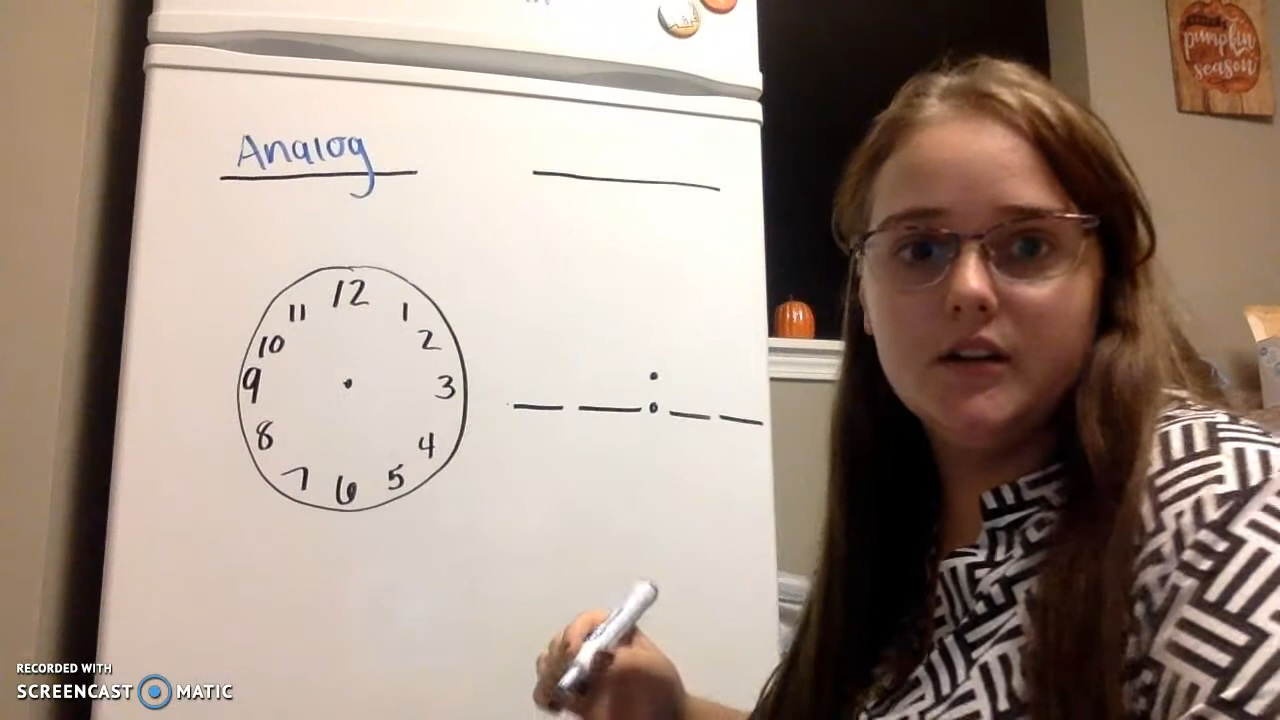 Analog
12
11 1
10 2
9 3
8 4
7 5
6
:
pumpkin
season
RECORDED WITH
SCREENCAST MATIC